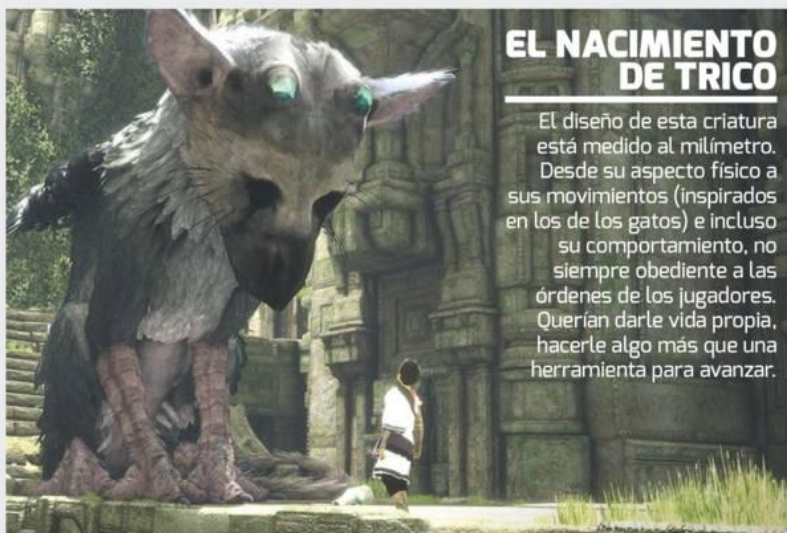 EL NACIMIENTO
DE TRICO
El diseño de esta criatura
está medido al milímetro.
Desde su aspecto físico a
sus movimientos (inspirados
en los de los gatos) e incluso
su comportamiento, no
siempre obediente a las
órdenes de los jugadores.
Querían darle vida propia,
hacerle algo más que una
herramienta para avanzar.